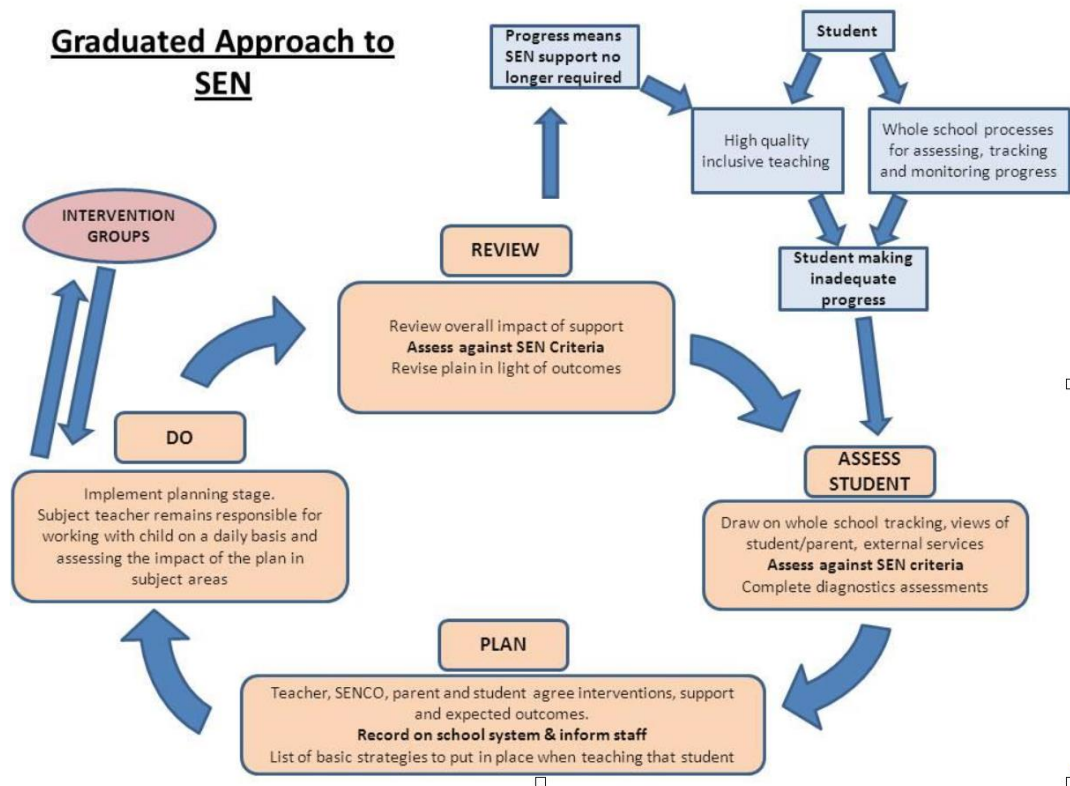 Graduated Approach to
SEN
Progress means
SEN support no
longer required
Student
High quality
inclusive teaching
Whole school processes
for assessing, tracking
and monitoring progress
Student making
inadequate
progress
INTERVENTION
GROUPS
REVIEW
Review overall impact of support
Assess against SEN Criteria
Revise plain in light of outcomes
DO
Implement planning stage.
Subject teacher remains responsible for
working with child on a daily basis and
assessing the impact of the plan in
subject areas
ASSESS
STUDENT
Draw on whole school tracking, views of
student/parent, external services
Assess against SEN criteria
Complete diagnostics assessments
PLAN
Teacher, SENCO, parent and student agree interventions, support
and expected outcomes.
Record on school system & inform staff
List of basic strategies to put in place when teaching that student